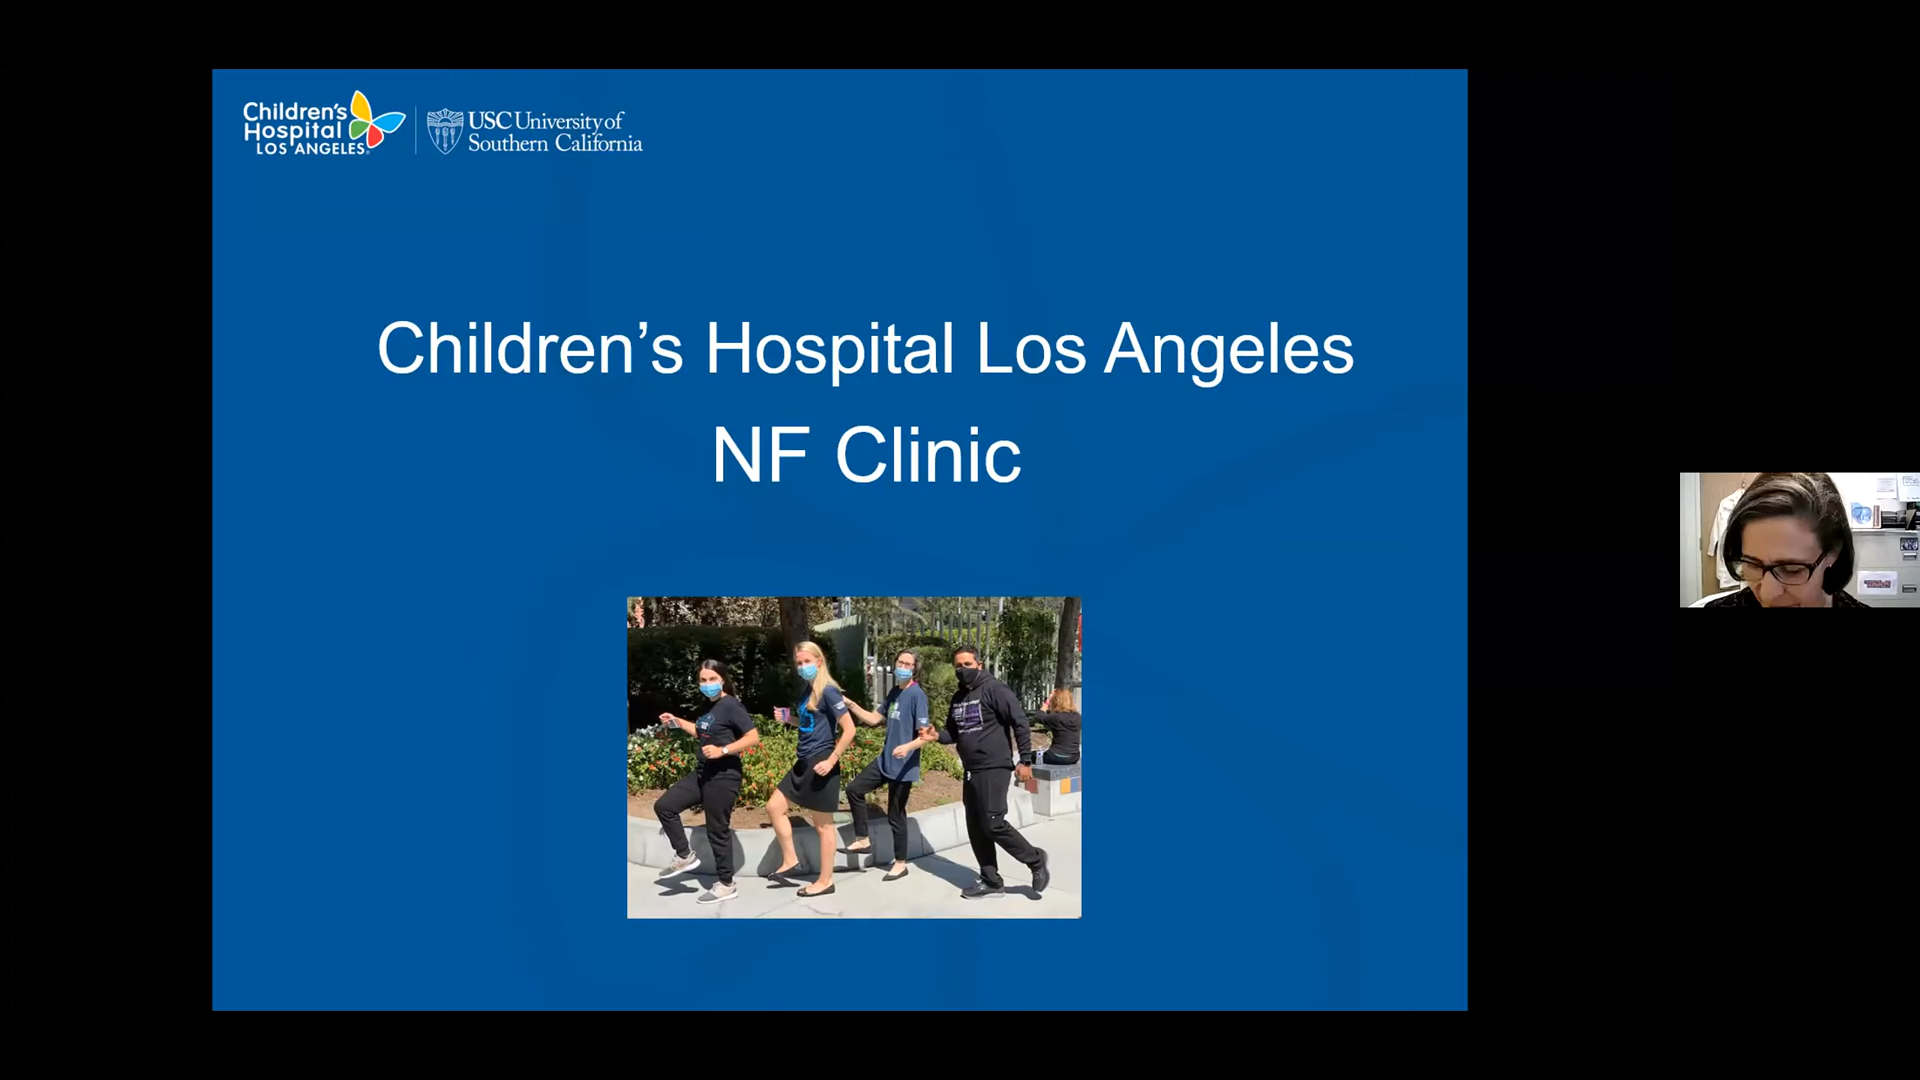 Children's
Hospital
LOS ANGELES
USC University of
Southern California
Children’s Hospital Los Angeles
NF Clinic